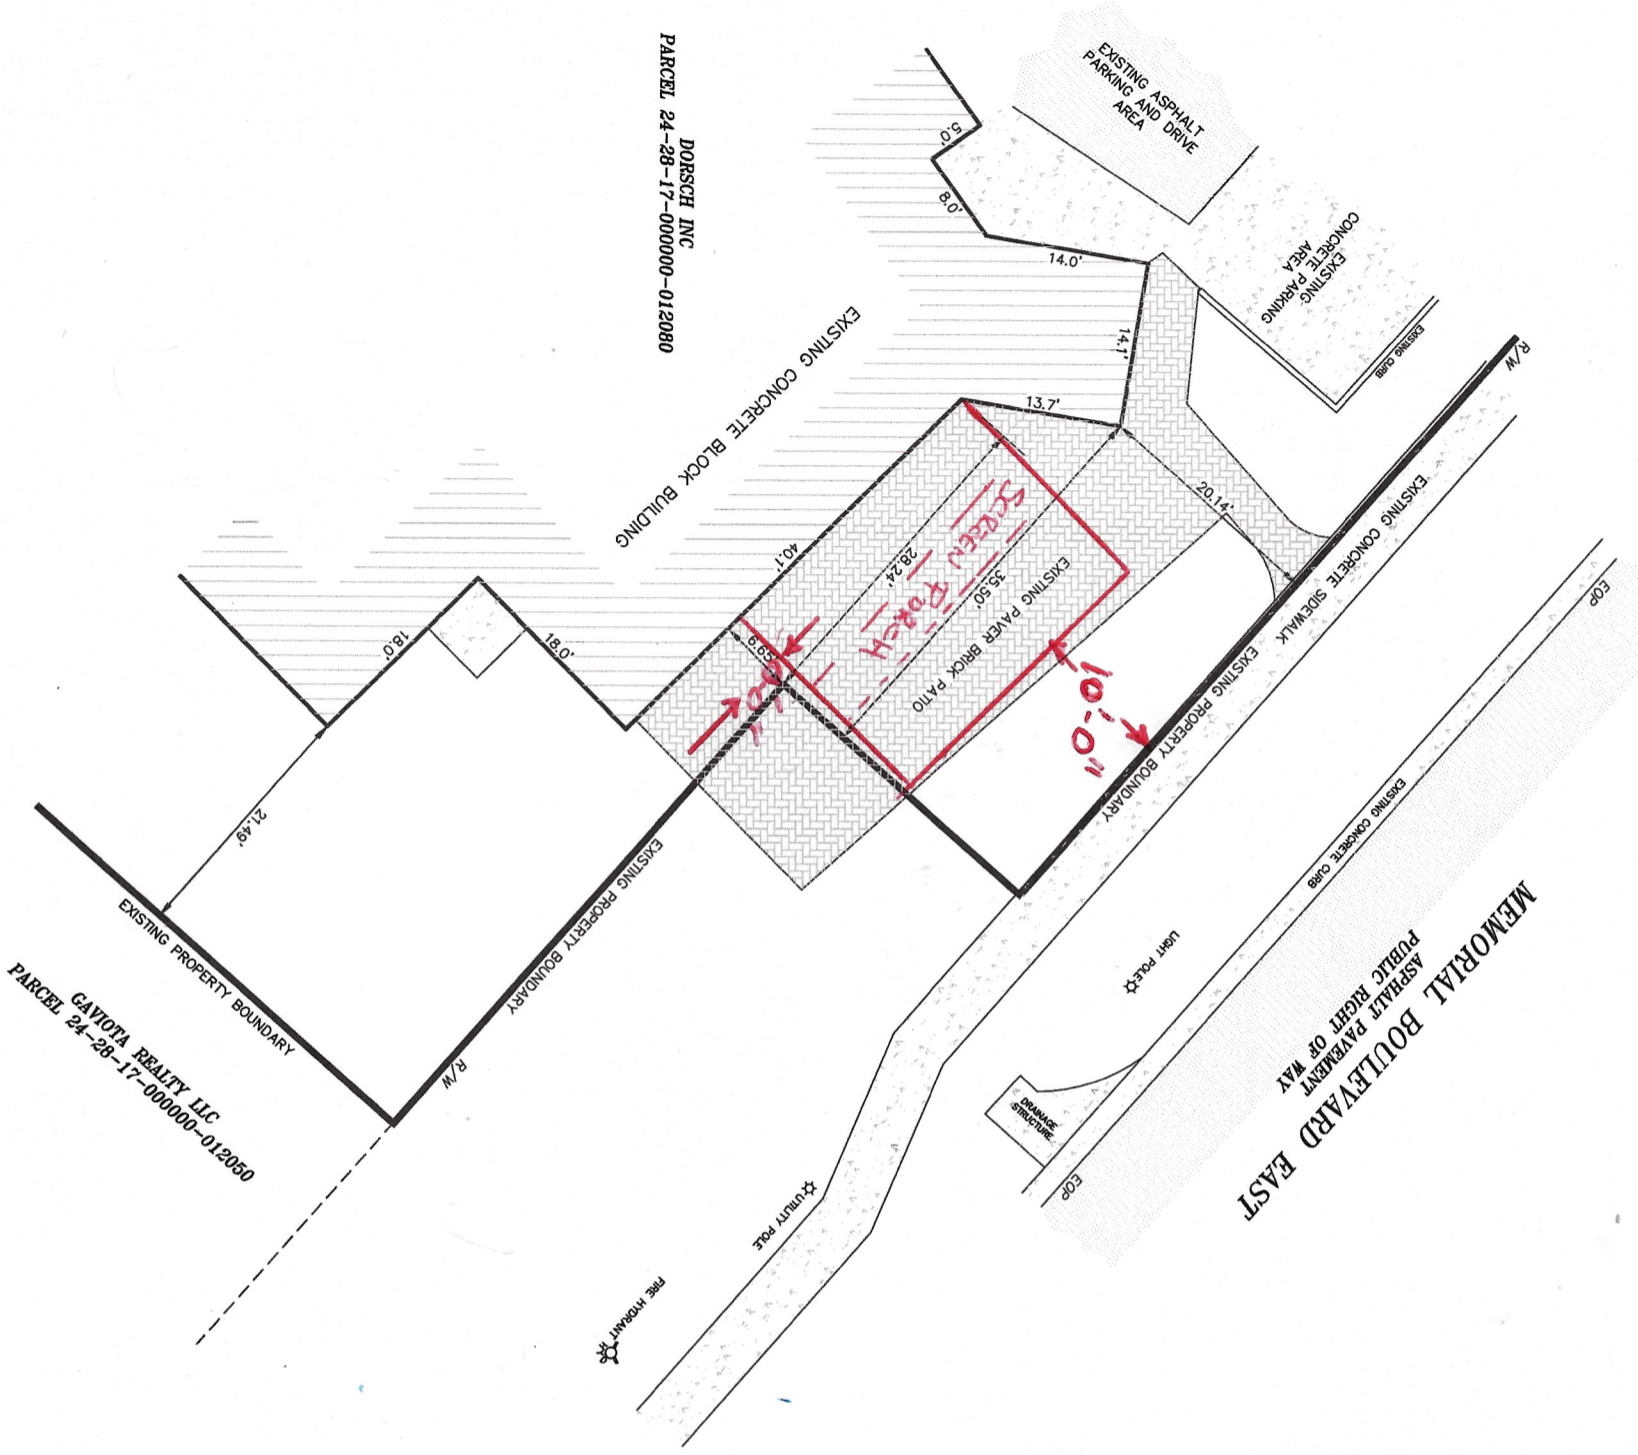 EXISTING ASPHALT
PARKING AND DRIVE
AREA
DORSCH INC
PARCEL 24-28-17-000000-012080
5.0'
8.0'
14.0'
EXISTING
CONCRETE PARKING
AREA
EXISTING CURB
R/W
14.1'
13.7'
EXISTING CONCRETE BLOCK BUILDING
20.14'
EXISTING CONCRETE SIDEWALK
40.1'
28.24'
SCREEN PORCH
35.50'
EXISTING PAVER BRICK PATIO
6.65'
0'-0"
10'-0"
EXISTING PROPERTY BOUNDARY
EOP
18.0'
18.0'
21.49'
EXISTING CONCRETE CURB
MEMORIAL BOULEVARD EAST
ASPHALT PAVEMENT
PUBLIC RIGHT OF WAY
EXISTING PROPERTY BOUNDARY
EXISTING PROPERTY BOUNDARY
R/W
GAVIOTA REALTY LLC
PARCEL 24-28-17-000000-012050
LIGHT POLE
DRAINAGE
STRUCTURE
EOP
UTILITY POLE
FIRE HYDRANT